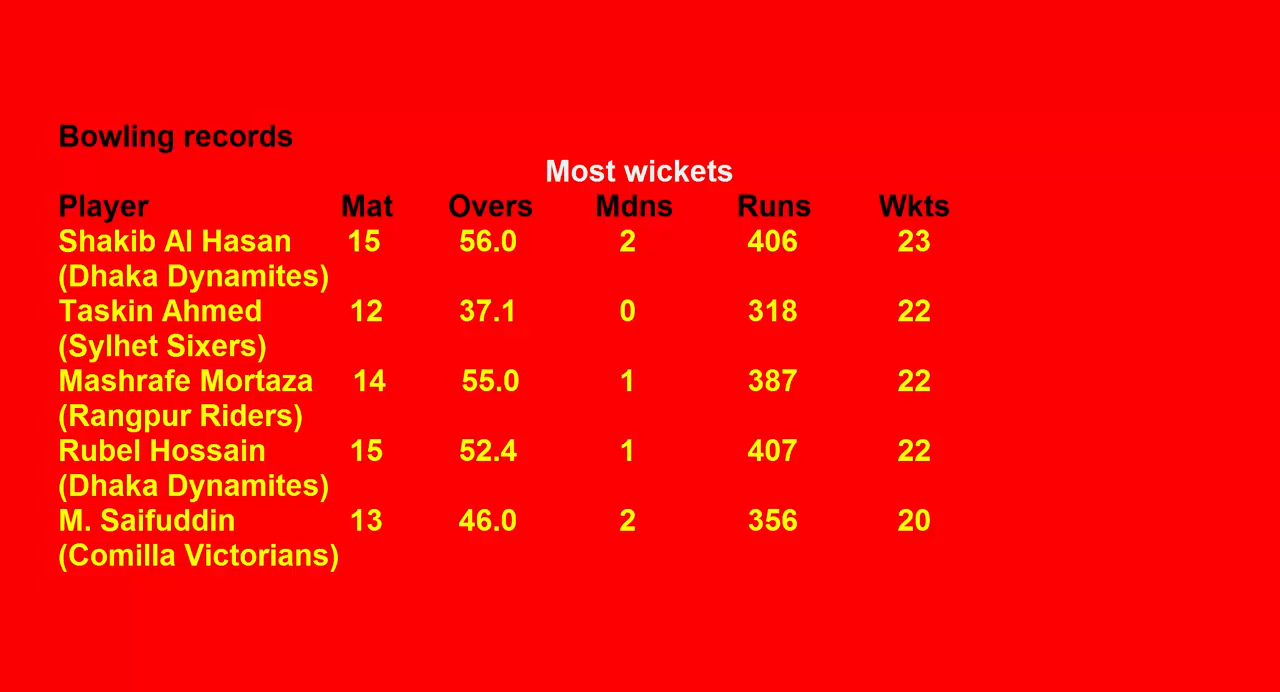 Bowling records
Most wickets
Player Mat Overs Mdns Runs Wkts
Shakib Al Hasan 15 56.0 2 406 23
(Dhaka Dynamites)
Taskin Ahmed 12 37.1 0 318 22
(Sylhet Sixers)
Mashrafe Mortaza 14 55.0 1 387 22
(Rangpur Riders)
Rubel Hossain 15 52.4 1 407 22
(Dhaka Dynamites)
M. Saifuddin 13 46.0 2 356 20
(Comilla Victorians)